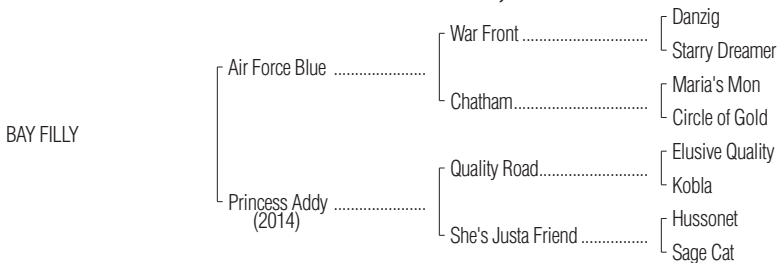 Danzig
War Front ................................
Starry Dreamer
Air Force Blue .......................
Maria's Mon
Chatham...................................
Circle of Gold
BAY FILLY
Elusive Quality
Quality Road............................
Kobla
Princess Addy .......................
(2014)
Hussonet
She's Justa Friend .................
Sage Cat